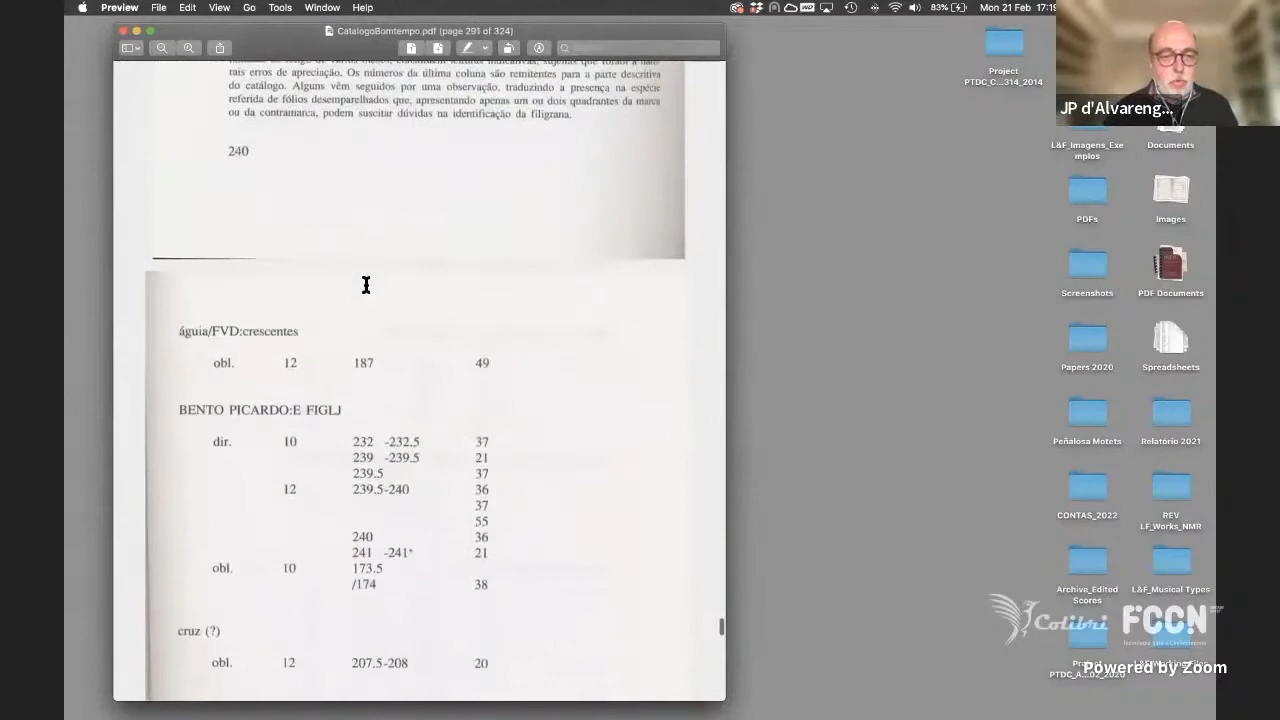 Preview File Edit View Go Tools Window Help
83%
Mon 21 Feb 17:19
CatalogoBomtempo.pdf (page 291 of 324)
rais erros de apreciação. Os números da última coluna são remitentes para a parte descritiva
do catálogo. Alguns vêm seguidos por uma observação, traduzindo a presença na espécie
referida de fólios desemparelhados que, apresentando apenas um ou dois quadrantes da marca
ou da contramarca, podem suscitar dúvidas na identificação da filigrana.
240
águia/FVD:crescentes
obl. 12 187 49
BENTO PICARDO:E FIGLJ
dir. 10 232 -232.5 37
239 -239.5 21
239.5 37
12 239.5-240 36
37
55
240 36
241 -241* 21
obl. 10 173.5
/174 38
cruz (?)
obl. 12 207.5-208 20
Project
PTDC_C...314_2014
JP d'Alvareng...
L&F_Imagens_Exe
mplos
Documents
PDFs
Images
Screenshots
PDF Documents
Papers 2020
Spreadsheets
Peñalosa Motets
Relatório 2021
CONTAS_2022
REV
LF_Works_NMR
Archive_Edited
Scores
L&F_Musical Types
Colibri
FCCN
Powered by Zoom